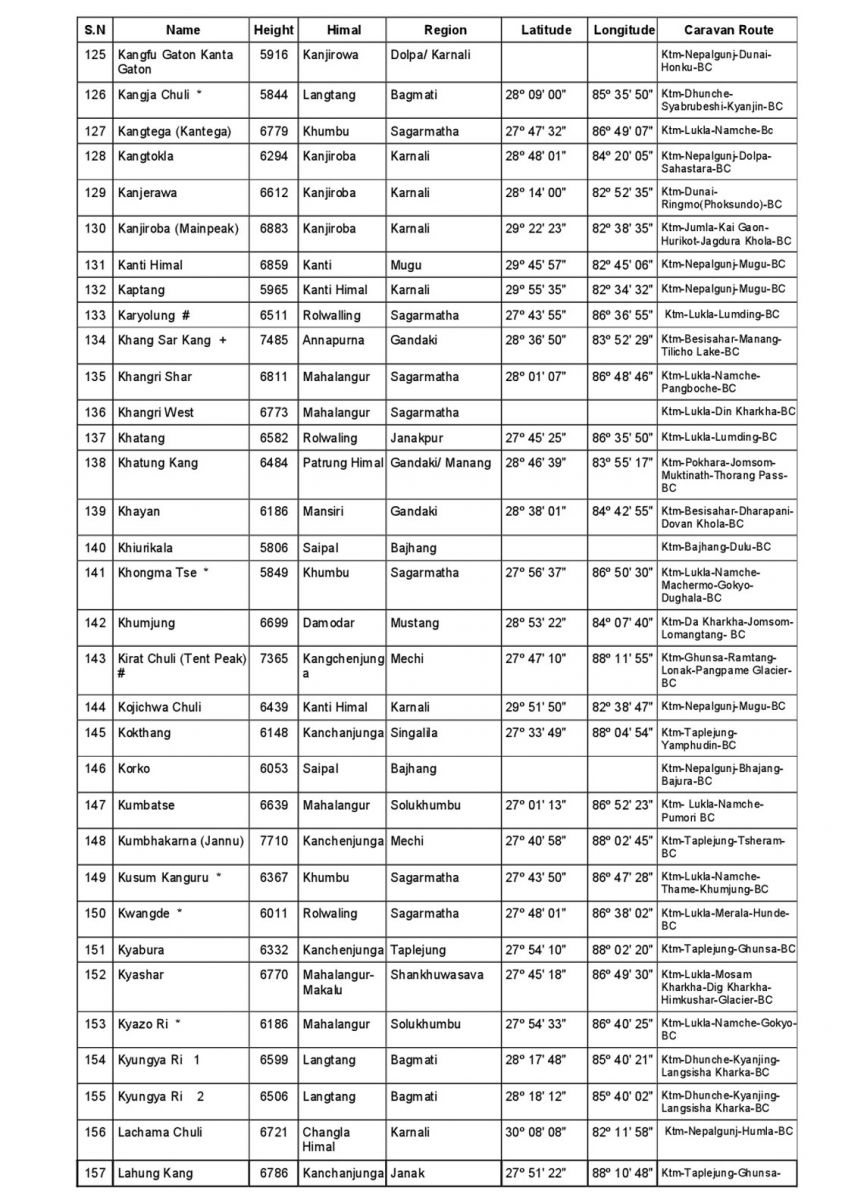 S.N Name Height Himal Region Latitude Longitude Caravan Route
125 Kangfu Gaton Kanta 5916 Kanjirowa Dolpa/ Karnali Ktm-Nepalgunj-Dunai-
Gaton Honku-BC
126 Kangja Chuli * 5844 Langtang Bagmati 28º 09' 00" 85º 35' 50" Ktm-Dhunche-
Syabrubeshi-Kyanjin-BC
127 Kangtega (Kantega) 6779 Khumbu Sagarmatha 27º 47' 32" 86º 49' 07" Ktm-Lukla-Namche-Bc
128 Kangtokla 6294 Kanjiroba Karnali 28º 48' 01" 84º 20' 05" Ktm-Nepalgunj-Dolpa-
Sahastara-BC
129 Kanjerawa 6612 Kanjiroba Karnali 28º 14' 00" 82º 52' 35" Ktm-Dunai-
Ringmo(Phoksundo)-BC
130 Kanjiroba (Mainpeak) 6883 Kanjiroba Karnali 29º 22' 23" 82º 38' 35" Ktm-Jumla-Kai Gaon-
Hurikot-Jagdura Khola-BC
131 Kanti Himal 6859 Kanti Mugu 29º 45' 57" 82º 45' 06" Ktm-Nepalgunj-Mugu-BC
132 Kaptang 5965 Kanti Himal Karnali 29º 55' 35" 82º 34' 32" Ktm-Nepalgunj-Mugu-BC
133 Karyolung # 6511 Rolwalling Sagarmatha 27º 43' 55" 86º 36' 55" Ktm-Lukla-Lumding-BC
134 Khang Sar Kang + 7485 Annapurna Gandaki 28º 36' 50" 83º 52' 29" Ktm-Besisahar-Manang-
Tilicho Lake-BC
135 Khangri Shar 6811 Mahalangur Sagarmatha 28º 01' 07" 86º 48' 46" Ktm-Lukla-Namche-
Pangboche-BC
136 Khangri West 6773 Mahalangur Sagarmatha Ktm-Lukla-Din Kharkha-BC
137 Khatang 6582 Rolwaling Janakpur 27º 45' 25" 86º 35' 50" Ktm-Lukla-Lumding-BC
138 Khatung Kang 6484 Patrung Himal Gandaki/ Manang 28º 46' 39" 83º 55' 17" Ktm-Pokhara-Jomsom-
Muktinath-Thorang Pass-
BC
139 Khayan 6186 Mansiri Gandaki 28º 38' 01" 84º 42' 55" Ktm-Besisahar-Dharapani-
Dovan Khola-BC
140 Khiurikala 5806 Saipal Bajhang Ktm-Bajhang-Dulu-BC
141 Khongma Tse * 5849 Khumbu Sagarmatha 27º 56' 37" 86º 50' 30" Ktm-Lukla-Namche-
Machermo-Gokyo-
Dughala-BC
142 Khumjung 6699 Damodar Mustang 28º 53' 22" 84º 07' 40" Ktm-Da Kharkha-Jomsom-
Lomangtang- BC
143 Kirat Chuli (Tent Peak) 7365 Kangchenjung Mechi 27º 47' 10" 88º 11' 55" Ktm-Ghunsa-Ramtang-
# a Lonak-Pangpame Glacier-
BC
144 Kojichwa Chuli 6439 Kanti Himal Karnali 29º 51' 50" 82º 38' 47" Ktm-Nepalgunj-Mugu-BC
145 Kokthang 6148 Kanchanjunga Singalila 27º 33' 49" 88º 04' 54" Ktm-Taplejung-
Yamphudin-BC
146 Korko 6053 Saipal Bajhang Ktm-Nepalgunj-Bhajang-
Bajura-BC
147 Kumbatse 6639 Mahalangur Solukhumbu 27º 01' 13" 86º 52' 23" Ktm- Lukla-Namche-
Pumori BC
148 Kumbhakarna (Jannu) 7710 Kanchenjunga Mechi 27º 40' 58" 88º 02' 45" Ktm-Taplejung-Tsheram-
BC
149 Kusum Kanguru * 6367 Khumbu Sagarmatha 27º 43' 50" 86º 47' 28" Ktm-Lukla-Namche-
Thame-Khumjung-BC
150 Kwangde * 6011 Rolwaling Sagarmatha 27º 48' 01" 86º 38' 02" Ktm-Lukla-Merala-Hunde-
BC
151 Kyabura 6332 Kanchenjunga Taplejung 27º 54' 10" 88º 02' 20" Ktm-Taplejung-Ghunsa-BC
152 Kyashar 6770 Mahalangur- Shankhuwasava 27º 45' 18" 86º 49' 30" Ktm-Lukla-Mosam
Makalu Kharkha-Dig Kharkha-
Himkushar-Glacier-BC
153 Kyazo Ri * 6186 Mahalangur Solukhumbu 27º 54' 33" 86º 40' 25" Ktm-Lukla-Namche-Gokyo-
BC
154 Kyungya Ri 1 6599 Langtang Bagmati 28º 17' 48" 85º 40' 21" Ktm-Dhunche-Kyanjing-
Langsisha Kharka-BC
155 Kyungya Ri 2 6506 Langtang Bagmati 28º 18' 12" 85º 40' 02" Ktm-Dhunche-Kyanjing-
Langsisha Kharka-BC
156 Lachama Chuli 6721 Changla Karnali 30º 08' 08" 82º 11' 58" Ktm-Nepalgunj-Humla-BC
Himal
157 Lahung Kang 6786 Kanchanjunga Janak 27º 51' 22" 88º 10' 48" Ktm-Taplejung-Ghunsa-